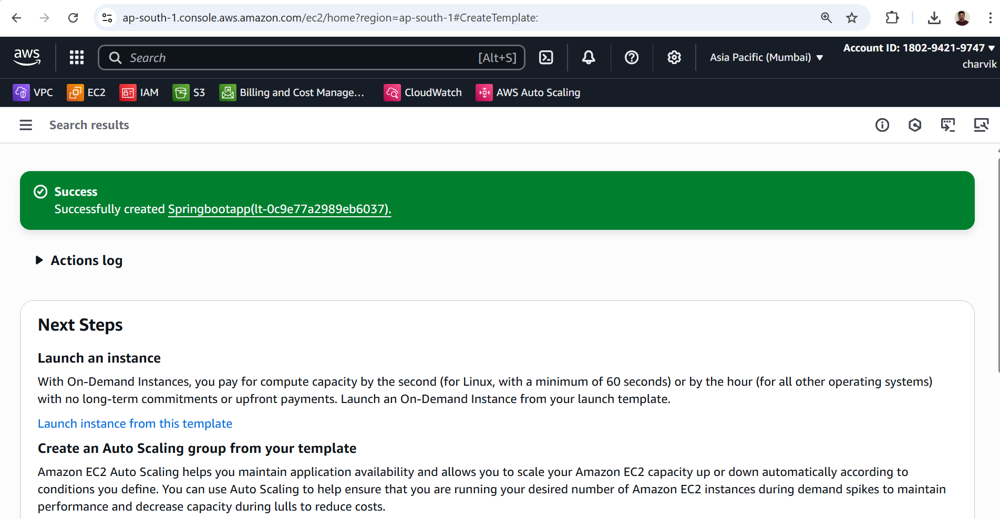 ap-south-1.console.aws.amazon.com/ec2/home?region=ap-south-1#CreateTemplate:
aws
Search
[Alt+S]
Asia Pacific (Mumbai)
Account ID: 1802-9421-9747
charvik
VPC
EC2
IAM
S3
Billing and Cost Manage...
CloudWatch
AWS Auto Scaling
Search results
Success
Successfully created Springbootapp(lt-0c9e77a2989eb6037).
Actions log
Next Steps
Launch an instance
With On-Demand Instances, you pay for compute capacity by the second (for Linux, with a minimum of 60 seconds) or by the hour (for all other operating systems)
with no long-term commitments or upfront payments. Launch an On-Demand Instance from your launch template.
Launch instance from this template
Create an Auto Scaling group from your template
Amazon EC2 Auto Scaling helps you maintain application availability and allows you to scale your Amazon EC2 capacity up or down automatically according to
conditions you define. You can use Auto Scaling to help ensure that you are running your desired number of Amazon EC2 instances during demand spikes to maintain
performance and decrease capacity during lulls to reduce costs.